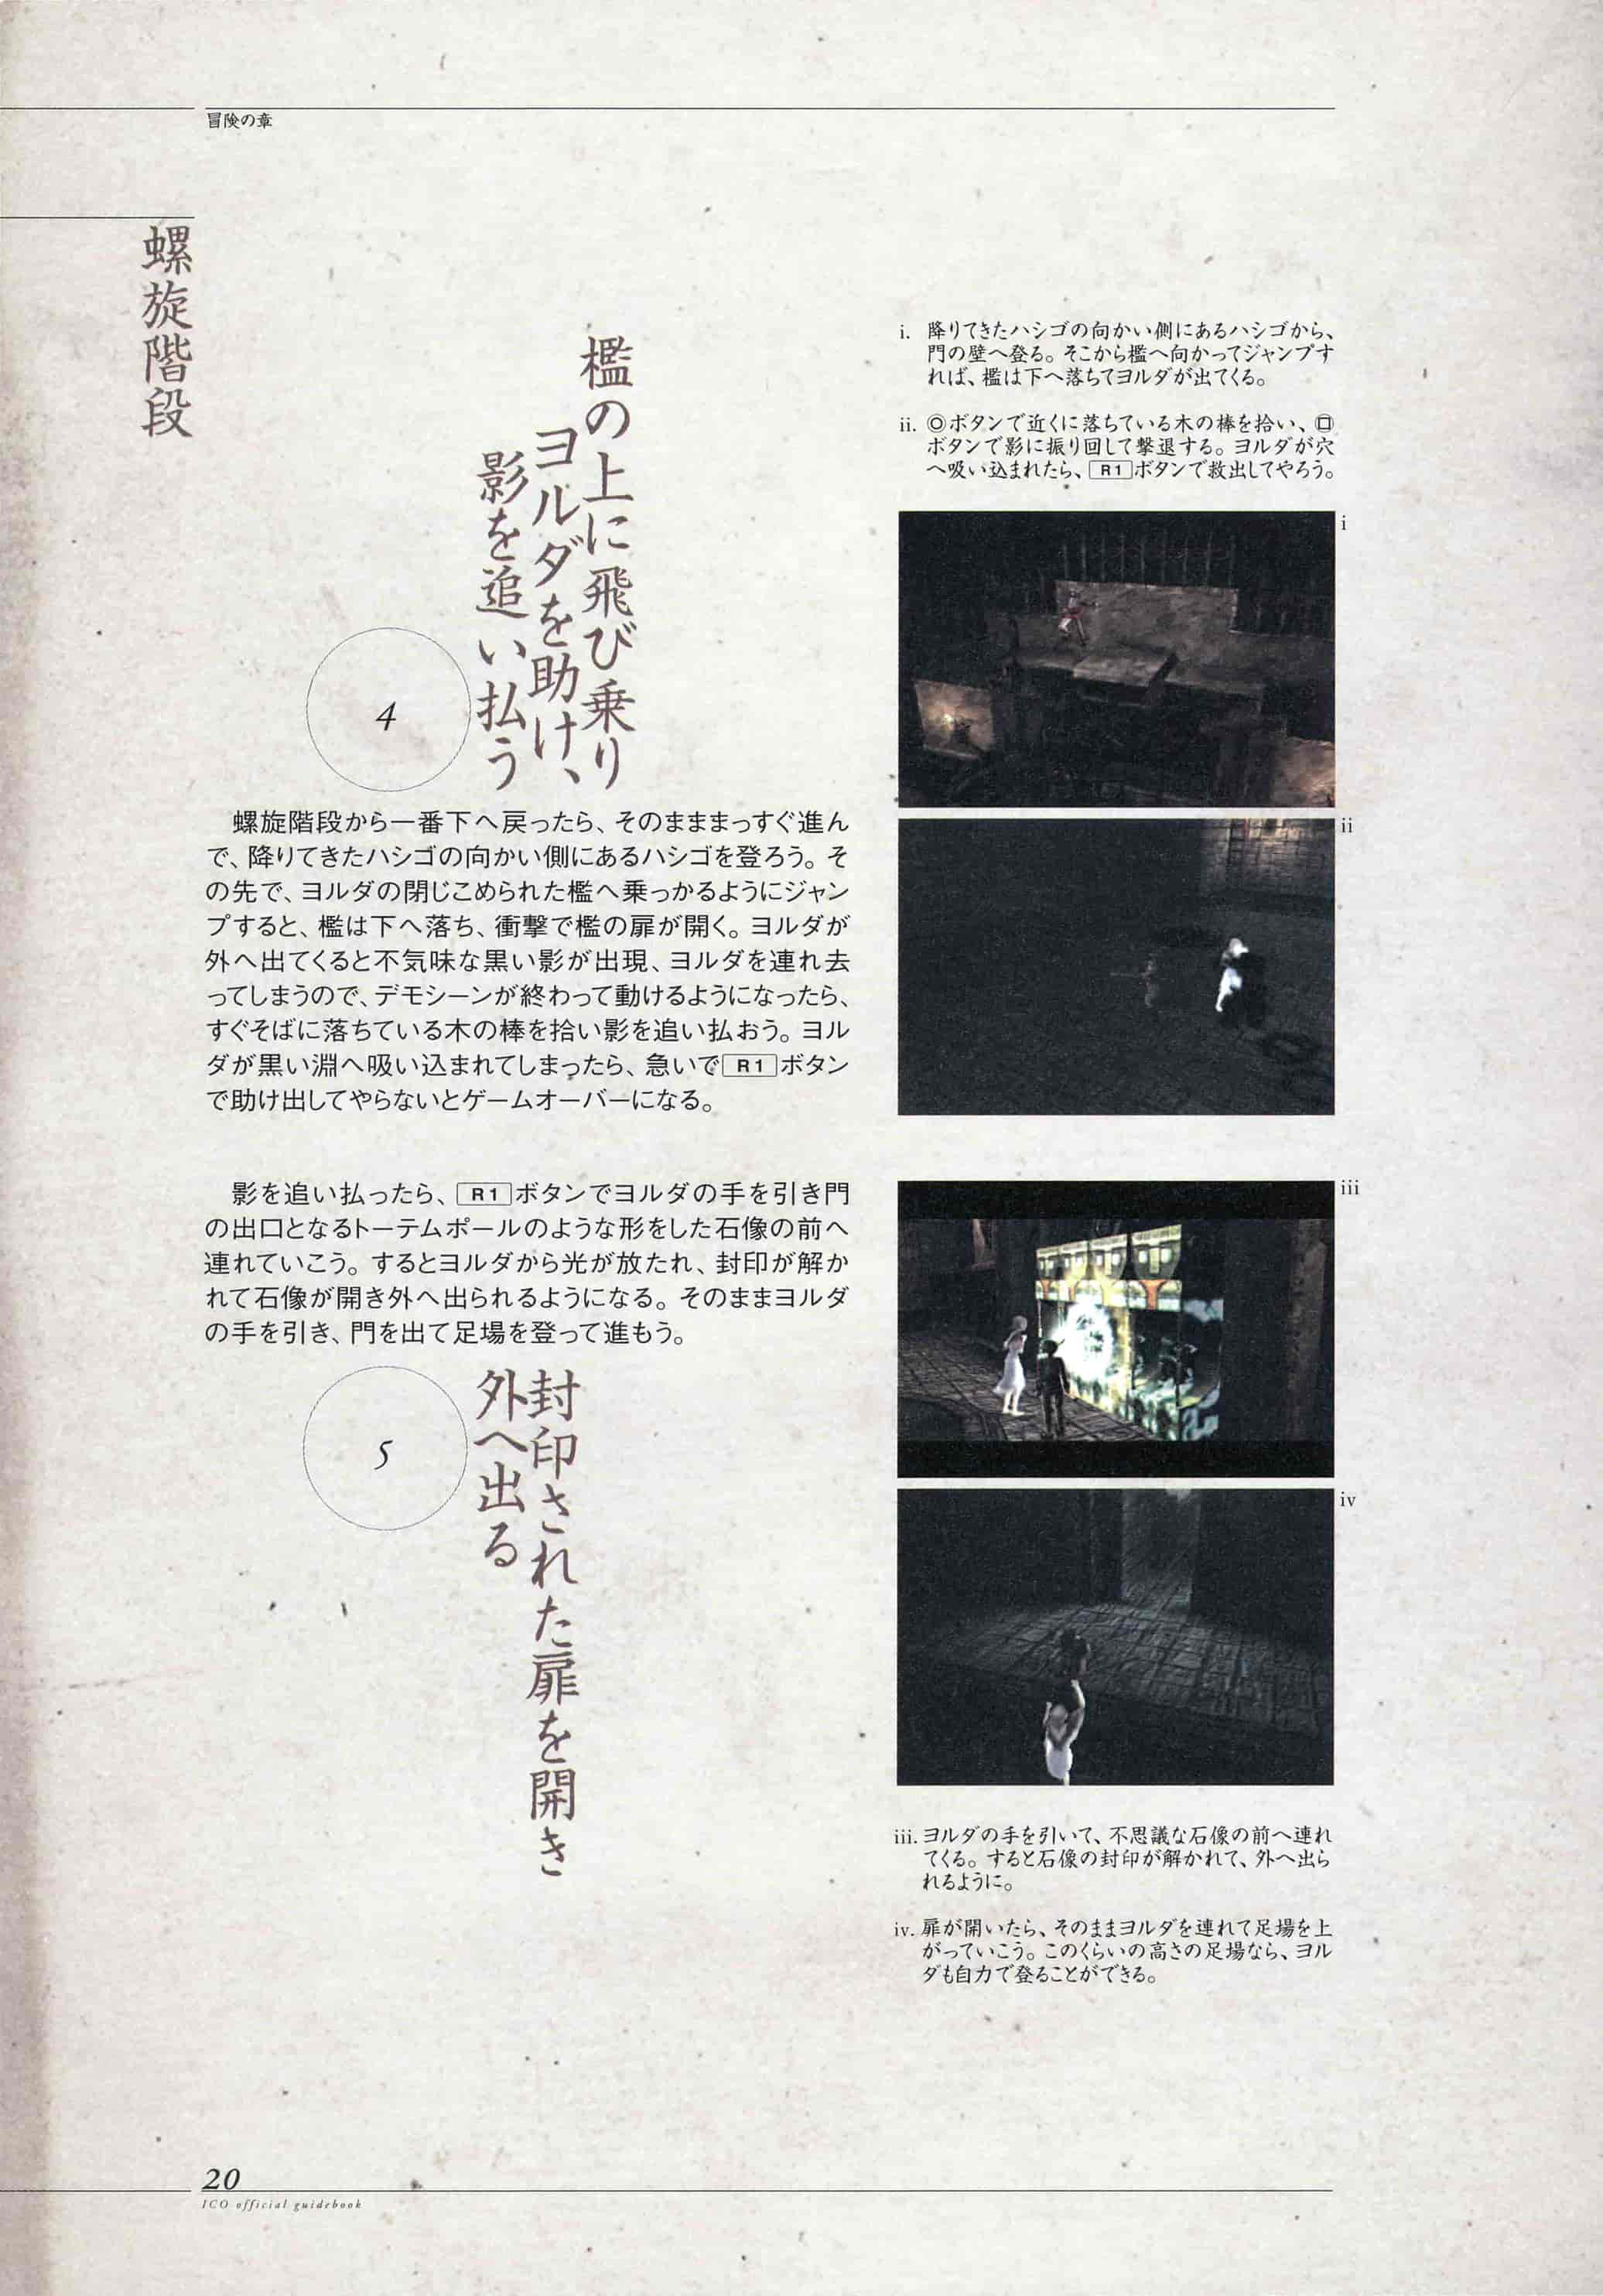 冒険の章
螺旋階段
檻の上に飛び乗り
ヨルダを助け、
影を追い払う
4
螺旋階段から一番下へ戻ったら、そのまままっすぐ進ん
で、降りてきたハシゴの向かい側にあるハシゴを登ろう。そ
の先で、ヨルダの閉じこめられた檻へ乗っかるようにジャン
プすると、檻は下へ落ち、衝撃で檻の扉が開く。ヨルダが
外へ出てくると不気味な黒い影が出現、ヨルダを連れ去
ってしまうので、デモシーンが終わって動けるようになったら、
すぐそばに落ちている木の棒を拾い影を追い払おう。ヨル
ダが黒い淵へ吸い込まれてしまったら、急いでR1ボタン
で助け出してやらないとゲームオーバーになる。
影を追い払ったら、R1ボタンでヨルダの手を引き門
の出口となるトーテムポールのような形をした石像の前へ
連れていこう。するとヨルダから光が放たれ、封印が解か
れて石像が開き外へ出られるようになる。そのままヨルダ
の手を引き、門を出て足場を登って進もう。
封印された扉を開き
外へ出る
5
i. 降りてきたハシゴの向かい側にあるハシゴから、
門の壁へ登る。そこから檻へ向かってジャンプす
れば、檻は下へ落ちてヨルダが出てくる。
ii. ◎ボタンで近くに落ちている木の棒を拾い、回
ボタンで影に振り回して撃退する。ヨルダが穴
へ吸い込まれたら、R1ボタンで救出してやろう。
i
ii
iii
iv
iii. ヨルダの手を引いて、不思議な石像の前へ連れ
てくる。すると石像の封印が解かれて、外へ出ら
れるように。
iv. 扉が開いたら、そのままヨルダを連れて足場を上
がっていこう。このくらいの高さの足場なら、ヨル
ダも自力で登ることができる。
20
ICO official guidebook